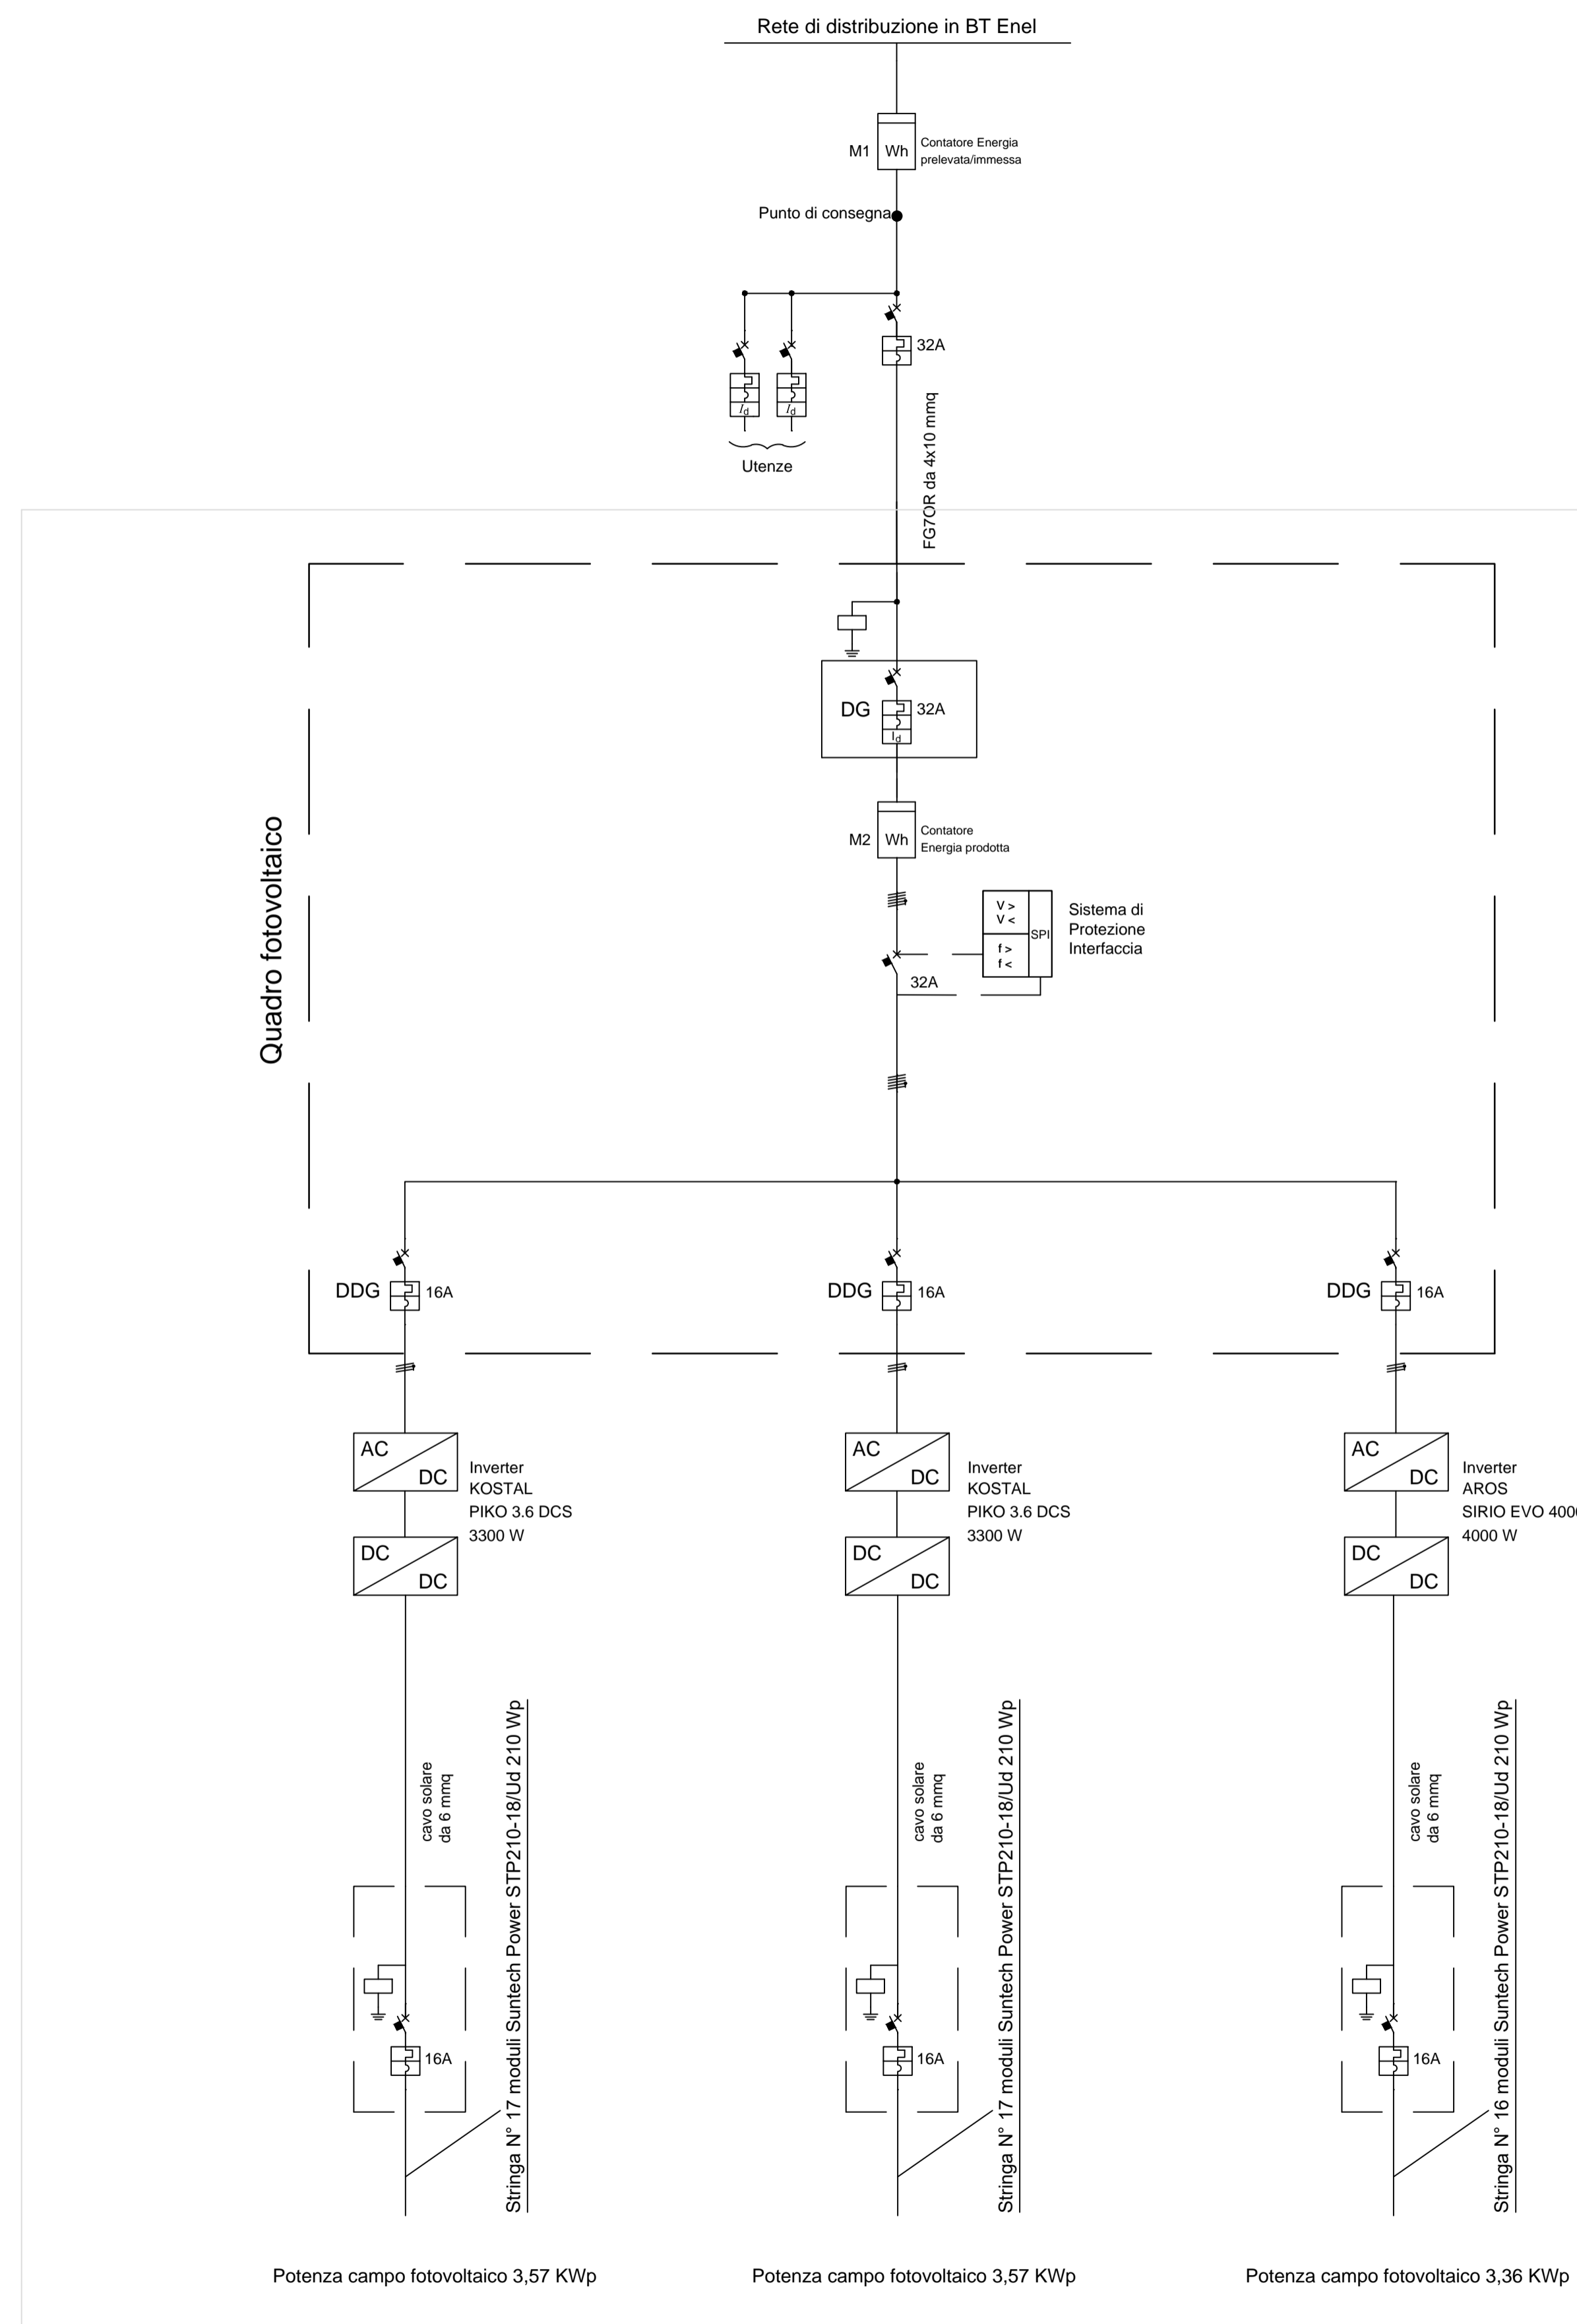 Rete di distribuzione in BT Enel
M1
Wh
Contatore Energia
prelevata/immessa
Punto di consegna
32A
Id
Id
Utenze
FG7OR da 4x10 mmq
Quadro fotovoltaico
DG
32A
Id
M2
Wh
Contatore
Energia prodotta
V >
V <
f >
f <
SPI
Sistema di
Protezione
Interfaccia
32A
DDG
16A
DDG
16A
DDG
16A
AC
DC
Inverter
KOSTAL
PIKO 3.6 DCS
3300 W
DC
DC
AC
DC
Inverter
KOSTAL
PIKO 3.6 DCS
3300 W
DC
DC
AC
DC
Inverter
AROS
SIRIO EVO 400
4000 W
DC
DC
cavo solare
da 6 mmq
Stringa N° 17 moduli Suntech Power STP210-18/Ud 210 Wp
cavo solare
da 6 mmq
Stringa N° 17 moduli Suntech Power STP210-18/Ud 210 Wp
cavo solare
da 6 mmq
Stringa N° 16 moduli Suntech Power STP210-18/Ud 210 Wp
16A
16A
16A
Potenza campo fotovoltaico 3,57 KWp
Potenza campo fotovoltaico 3,57 KWp
Potenza campo fotovoltaico 3,36 KWp